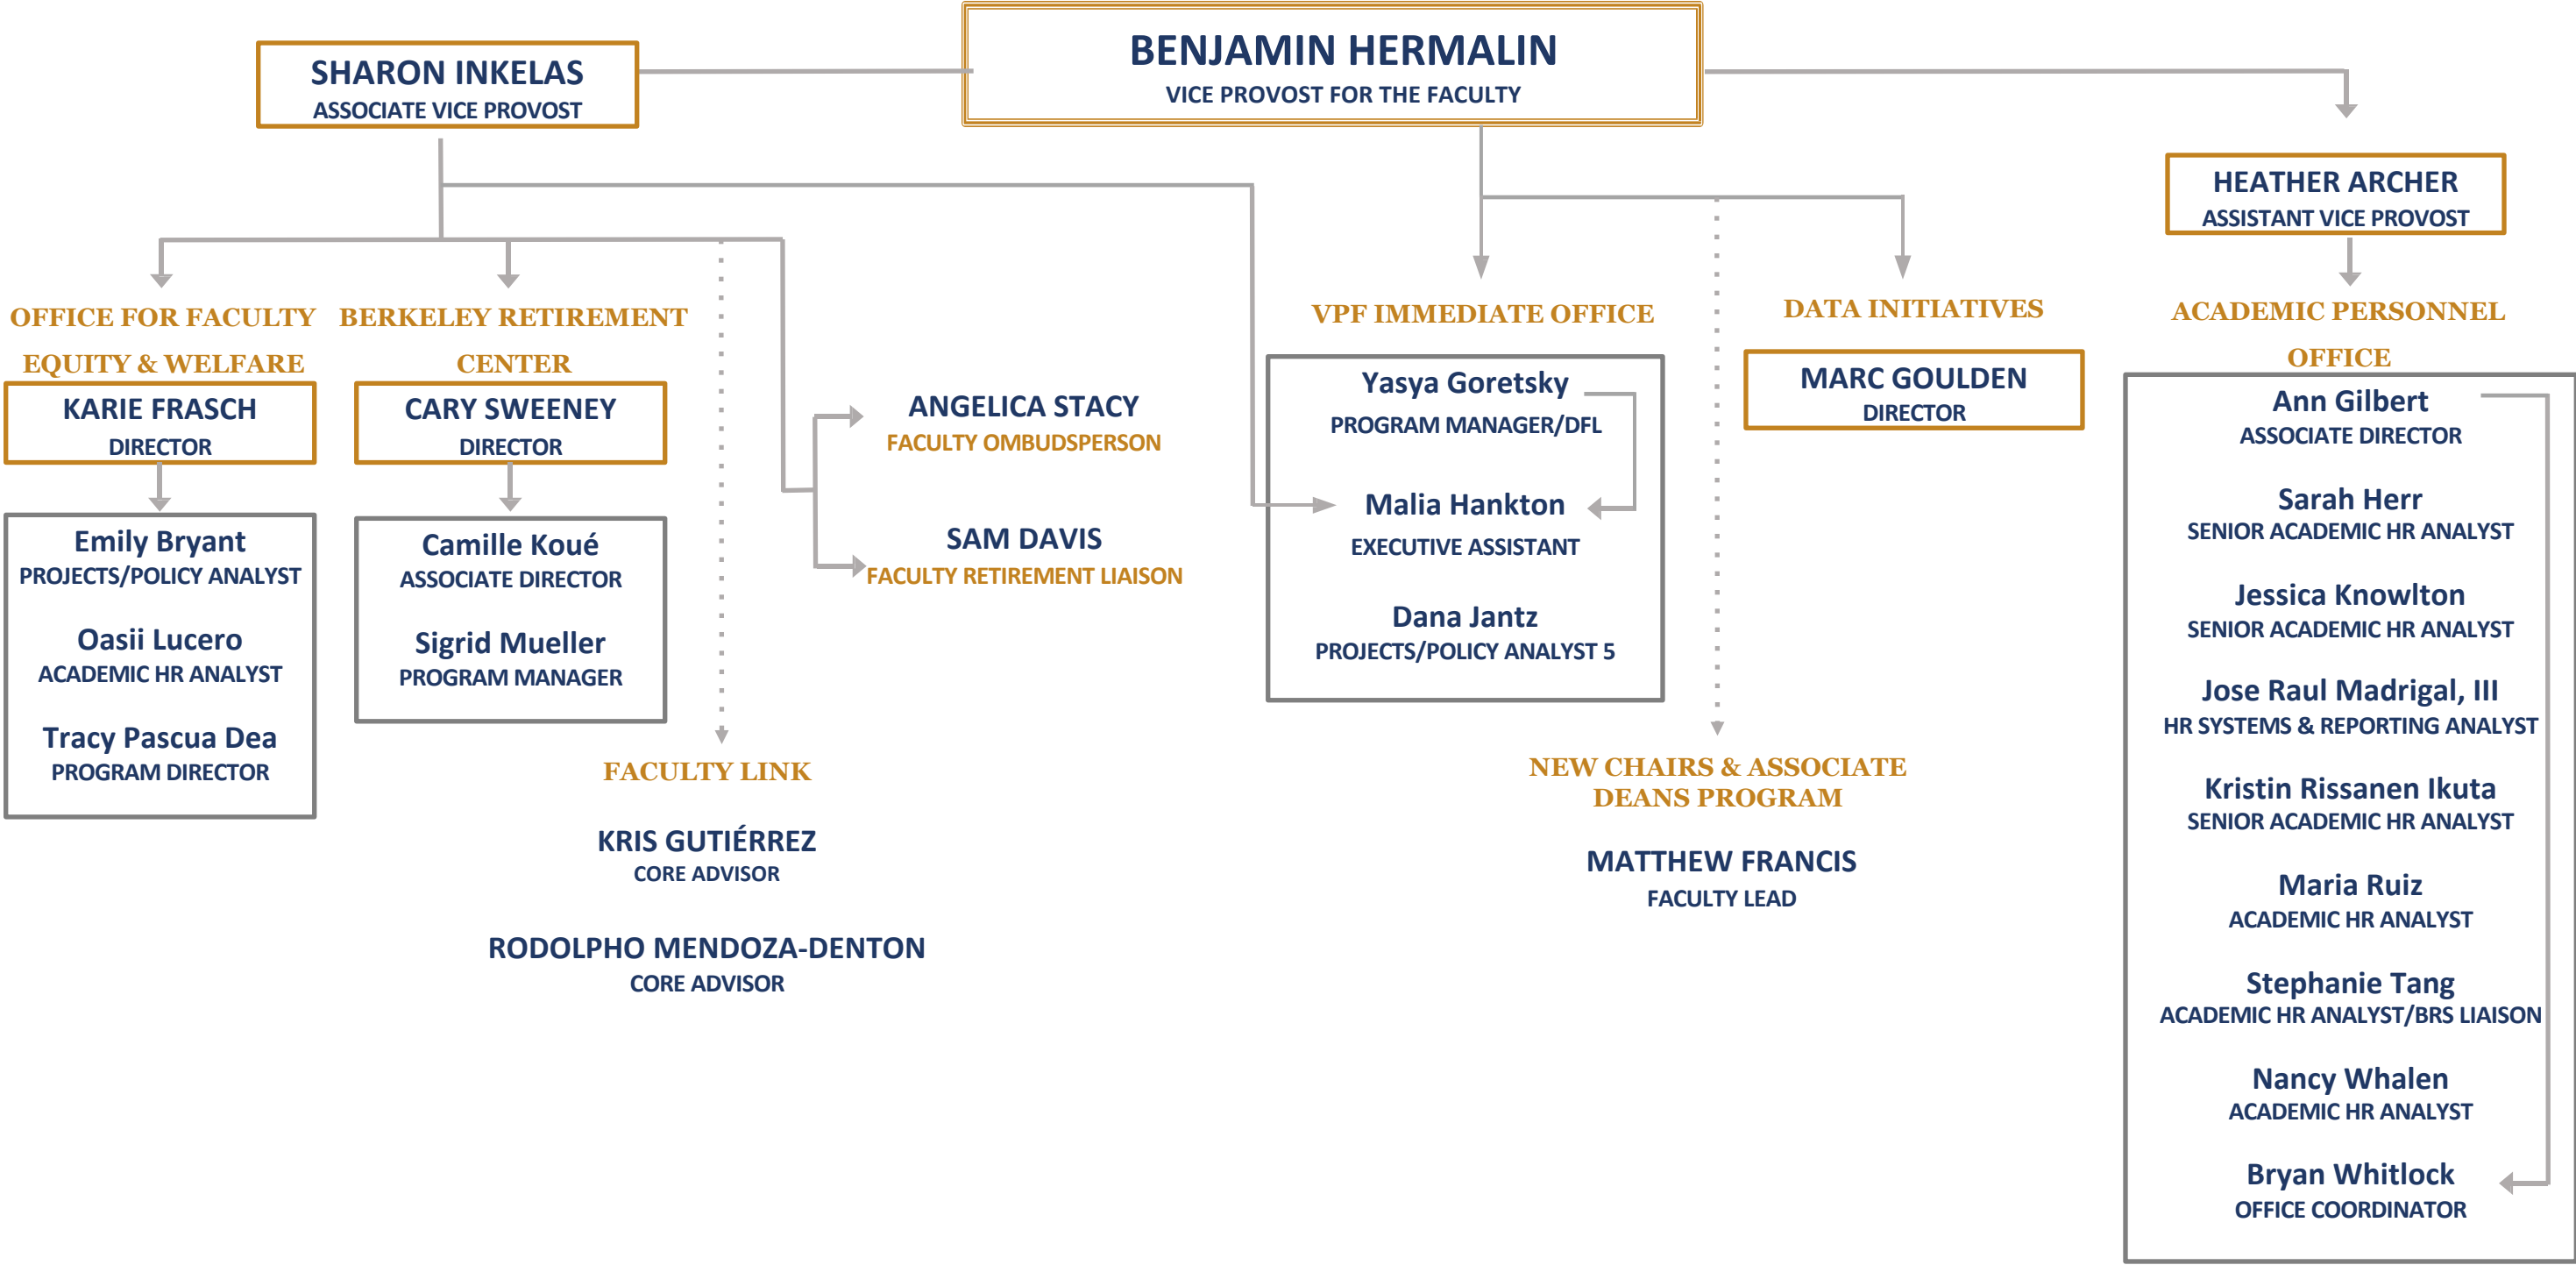 BENJAMIN HERMALIN
VICE PROVOST FOR THE FACULTY
SHARON INKELAS
ASSOCIATE VICE PROVOST
HEATHER ARCHER
ASSISTANT VICE PROVOST
OFFICE FOR FACULTY
EQUITY & WELFARE
KARIE FRASCH
DIRECTOR
Emily Bryant
PROJECTS/POLICY ANALYST
Oasii Lucero
ACADEMIC HR ANALYST
Tracy Pascua Dea
PROGRAM DIRECTOR
BERKELEY RETIREMENT
CENTER
CARY SWEENEY
DIRECTOR
Camille Koué
ASSOCIATE DIRECTOR
Sigrid Mueller
PROGRAM MANAGER
FACULTY LINK
KRIS GUTIÉRREZ
CORE ADVISOR
RODOLPHO MENDOZA-DENTON
CORE ADVISOR
ANGELICA STACY
FACULTY OMBUDSPERSON
SAM DAVIS
FACULTY RETIREMENT LIAISON
VPF IMMEDIATE OFFICE
Yasya Goretsky
PROGRAM MANAGER/DFL
Malia Hankton
EXECUTIVE ASSISTANT
Dana Jantz
PROJECTS/POLICY ANALYST 5
NEW CHAIRS & ASSOCIATE
DEANS PROGRAM
MATTHEW FRANCIS
FACULTY LEAD
DATA INITIATIVES
MARC GOULDEN
DIRECTOR
ACADEMIC PERSONNEL
OFFICE
Ann Gilbert
ASSOCIATE DIRECTOR
Sarah Herr
SENIOR ACADEMIC HR ANALYST
Jessica Knowlton
SENIOR ACADEMIC HR ANALYST
Jose Raul Madrigal, III
HR SYSTEMS & REPORTING ANALYST
Kristin Rissanen Ikuta
SENIOR ACADEMIC HR ANALYST
Maria Ruiz
ACADEMIC HR ANALYST
Stephanie Tang
ACADEMIC HR ANALYST/BRS LIAISON
Nancy Whalen
ACADEMIC HR ANALYST
Bryan Whitlock
OFFICE COORDINATOR